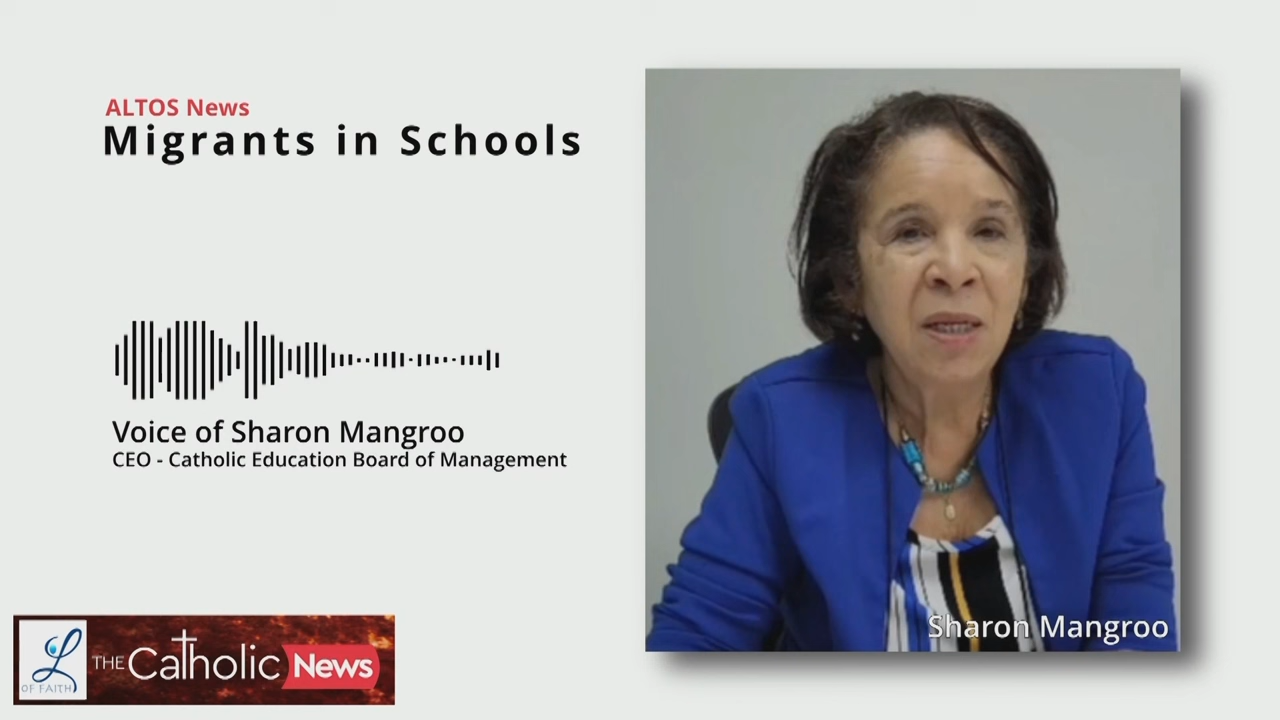 ALTOS News
Migrants in Schools
Voice of Sharon Mangroo
CEO - Catholic Education Board of Management
Sharon Mangroo
L
OF FAITH
THE Catholic News